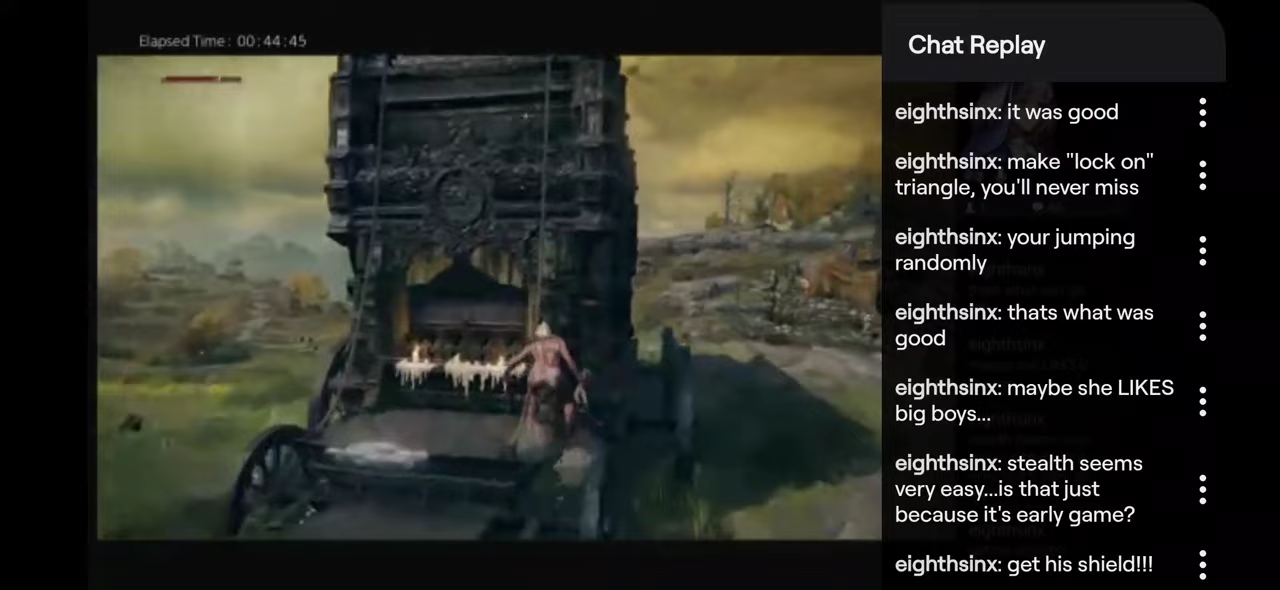 Elapsed Time: 00:44:45
Chat Replay
eighthsinx: it was good
eighthsinx: make "lock on"
triangle, you'll never miss
eighthsinx: your jumping
randomly
eighthsinx: thats what was
good
eighthsinx: maybe she LIKES
big boys...
eighthsinx: stealth seems
very easy...is that just
because it's early game?
eighthsinx: get his shield!!!